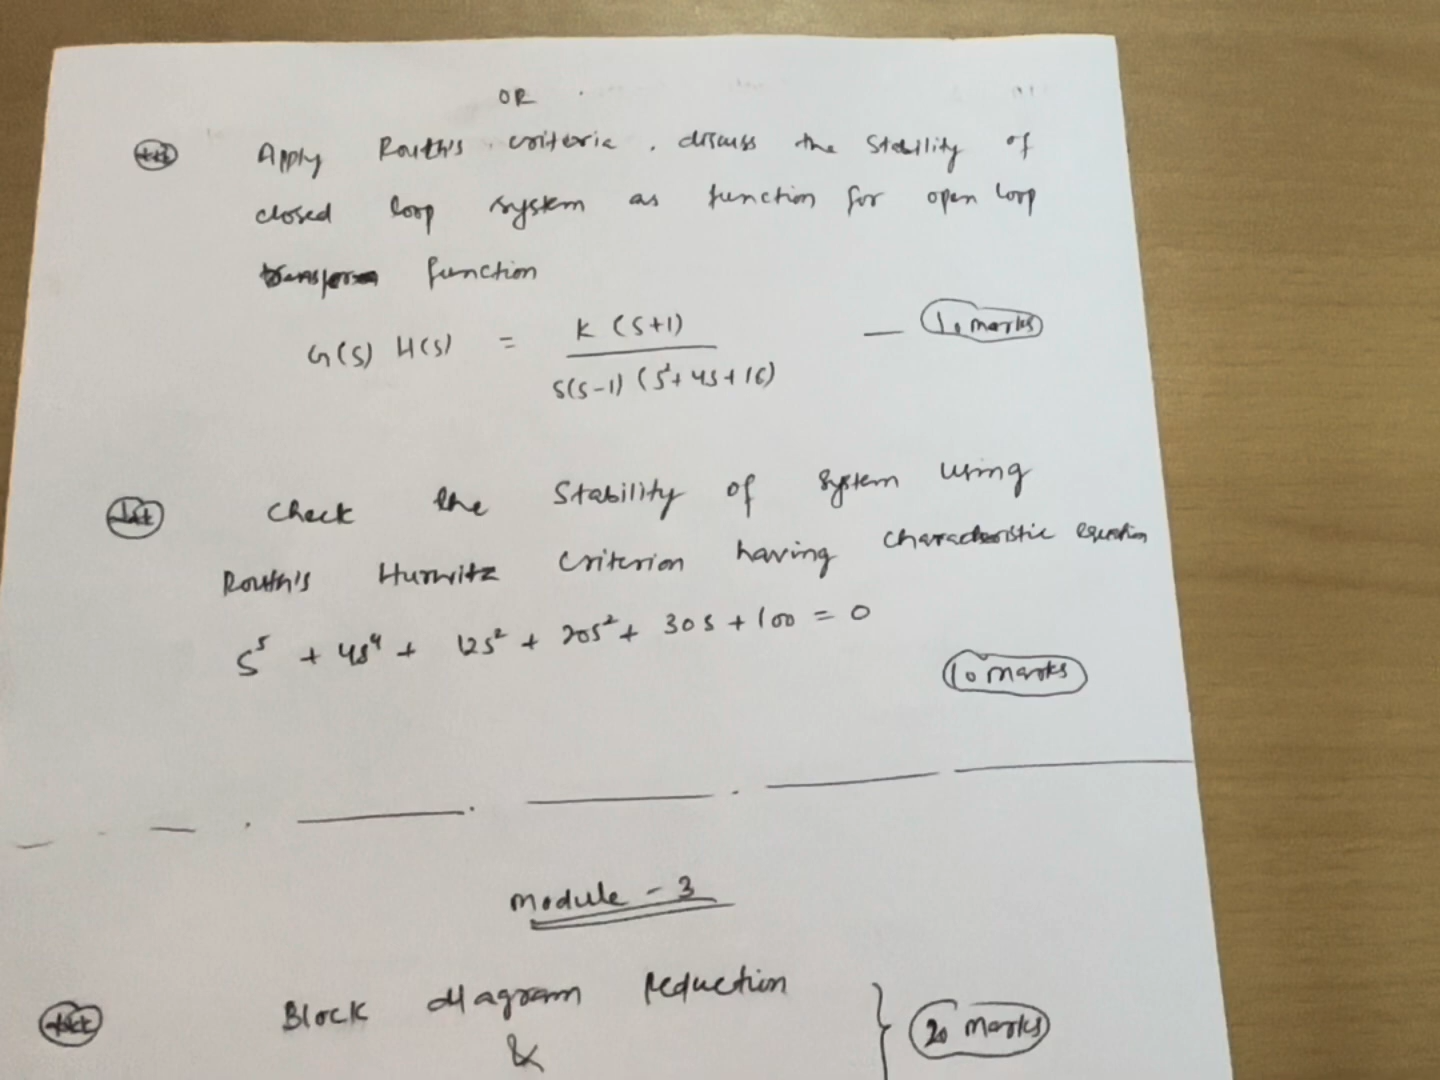 OR
Apply Routh's criteria, discuss the stability of
closed loop system as function for open loop
function
G(s) H(s) = K (s+1) / s(s-1) (s²+4s+16) — 10 marks
check the stability of system using
Routh's Hurwitz criterion having characteristic equation
s⁵ + 4s⁴ + 12s² + 20s² + 30s + 100 = 0
10 marks
Module - 3
Block diagram reduction
&
20 marks